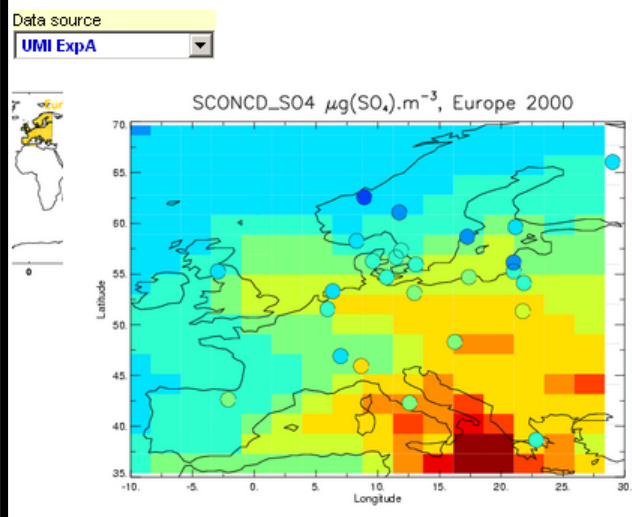 Data source
UMI ExpA
Eur
0
SCONCD_SO4 μg(SO₄).m⁻³, Europe 2000
70.
65.
60.
55.
50.
45.
40.
35.
Latitude
-10. -5. 0. 5. 10. 15. 20. 25. 30.
Longitude